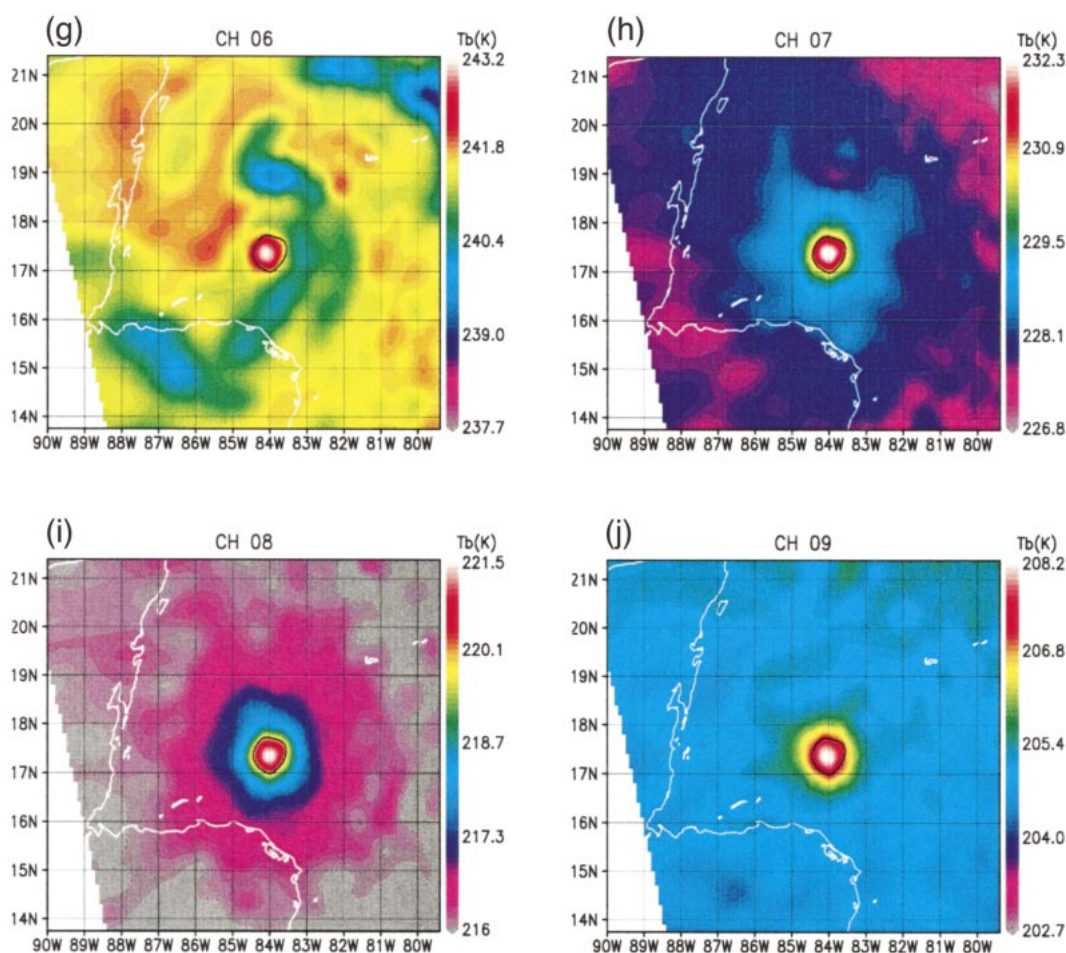 (g)
CH 06
Tb(K)
243.2
241.8
240.4
239.0
237.7
21N
20N
19N
18N
17N
16N
15N
14N
90W 89W 88W 87W 86W 85W 84W 83W 82W 81W 80W
(h)
CH 07
Tb(K)
232.3
230.9
229.5
228.1
226.8
21N
20N
19N
18N
17N
16N
15N
14N
90W 89W 88W 87W 86W 85W 84W 83W 82W 81W 80W
(i)
CH 08
Tb(K)
221.5
220.1
218.7
217.3
216
21N
20N
19N
18N
17N
16N
15N
14N
90W 89W 88W 87W 86W 85W 84W 83W 82W 81W 80W
(j)
CH 09
Tb(K)
208.2
206.8
205.4
204.0
202.7
21N
20N
19N
18N
17N
16N
15N
14N
90W 89W 88W 87W 86W 85W 84W 83W 82W 81W 80W